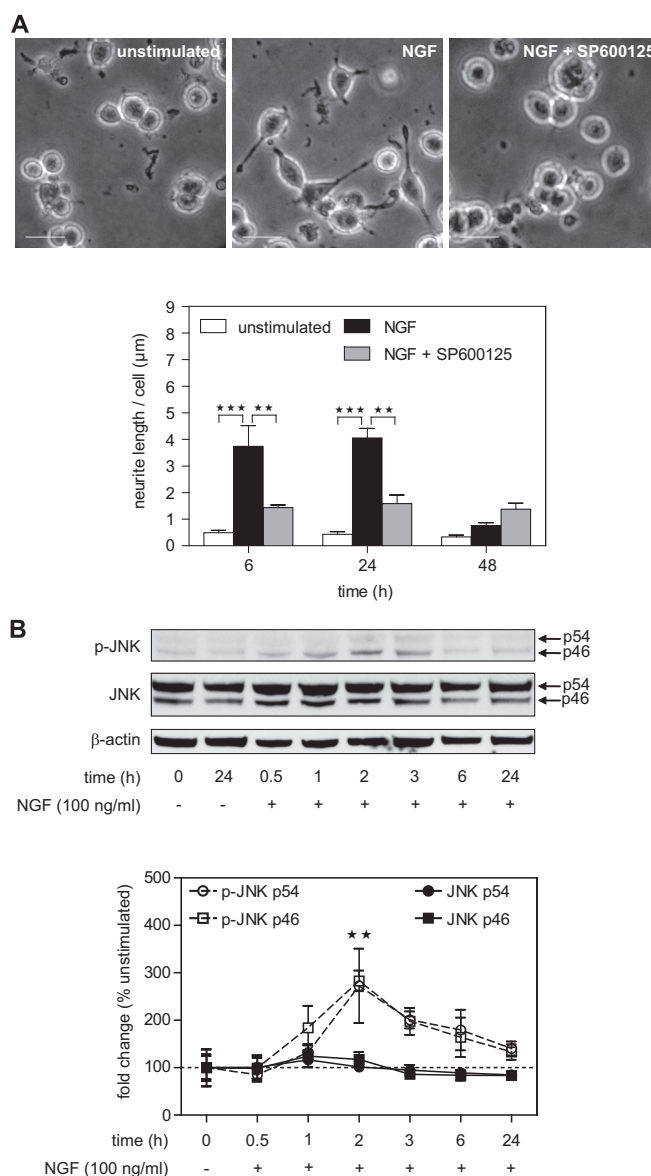 A
unstimulated
NGF
NGF + SP600125
neurite length / cell (µm)
9
8
7
6
5
4
3
2
1
0
unstimulated
NGF
NGF + SP600125
★★★ ★★
★★★ ★★
6 24 48
time (h)
B
p-JNK
p54
p46
JNK
p54
p46
β-actin
time (h) 0 24 0.5 1 2 3 6 24
NGF (100 ng/ml) - - + + + + + +
fold change (% unstimulated)
500
400
300
200
100
0
p-JNK p54
JNK p54
p-JNK p46
JNK p46
★★
time (h) 0 0.5 1 2 3 6 24
NGF (100 ng/ml) - + + + + + +